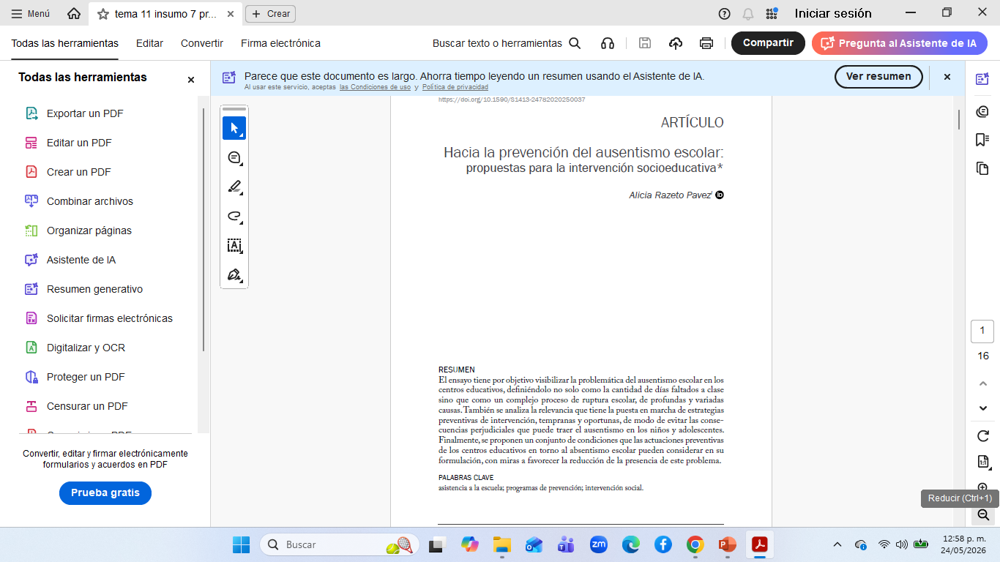 Menú
tema 11 insumo 7 pr...
Crear
Iniciar sesión
Todas las herramientas
Editar
Convertir
Firma electrónica
Buscar texto o herramientas
Compartir
Pregunta al Asistente de IA
Todas las herramientas
Exportar un PDF
Editar un PDF
Crear un PDF
Combinar archivos
Organizar páginas
Asistente de IA
Resumen generativo
Solicitar firmas electrónicas
Digitalizar y OCR
Proteger un PDF
Censurar un PDF
Convertir, editar y firmar electrónicamente
formularios y acuerdos en PDF
Prueba gratis
Parece que este documento es largo. Ahorra tiempo leyendo un resumen usando el Asistente de IA.
Al usar este servicio, aceptas las Condiciones de uso y Política de privacidad
Ver resumen
https://doi.org/10.1590/S1413-24782020250037
ARTÍCULO
Hacia la prevención del ausentismo escolar:
propuestas para la intervención socioeducativa*
Alicia Razeto Pavez
iD
RESUMEN
El ensayo tiene por objetivo visibilizar la problemática del ausentismo escolar en los
centros educativos, definiéndolo no solo como la cantidad de días faltados a clase
sino que como un complejo proceso de ruptura escolar, de profundas y variadas
causas. También se analiza la relevancia que tiene la puesta en marcha de estrategias
preventivas de intervención, tempranas y oportunas, de modo de evitar las conse-
cuencias perjudiciales que puede traer el ausentismo en los niños y adolescentes.
Finalmente, se proponen un conjunto de condiciones que las actuaciones preventivas
de los centros educativos en torno al absentismo escolar pueden considerar en su
formulación, con miras a favorecer la reducción de la presencia de este problema.
PALABRAS CLAVE
asistencia a la escuela; programas de prevención; intervención social.
1
16
1:1
Reducir (Ctrl+1)
Buscar
zm
12:58 p. m.
24/05/2026